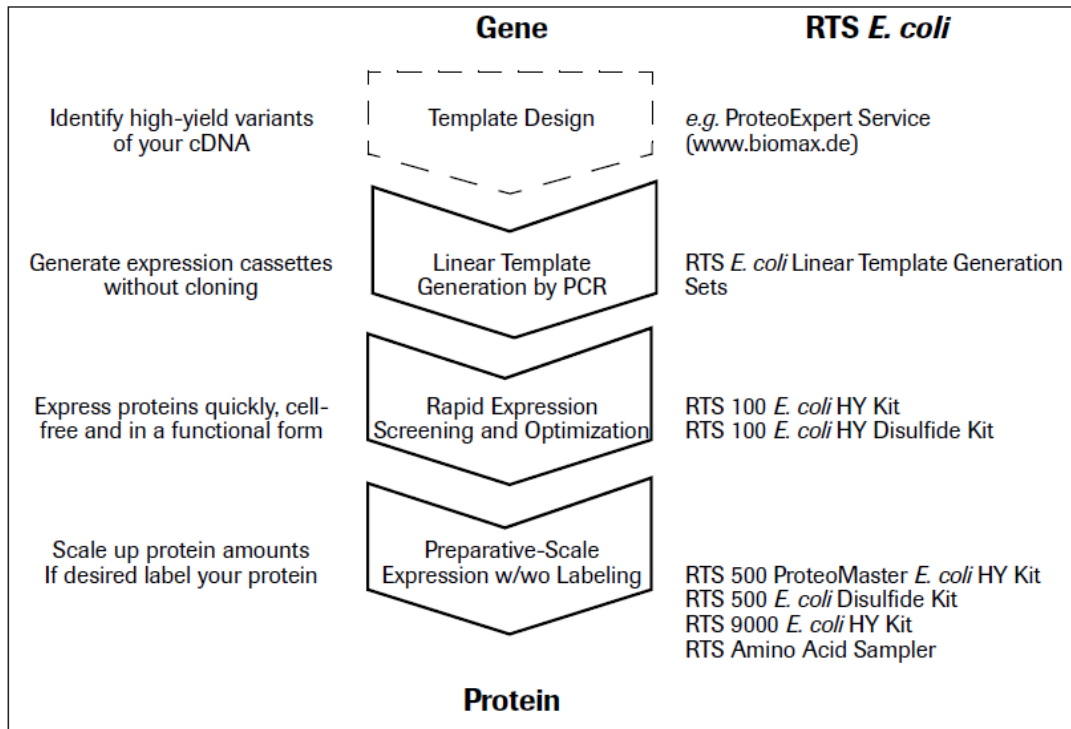 Gene
RTS E. coli
Identify high-yield variants
of your cDNA
Template Design
e.g. ProteoExpert Service
(www.biomax.de)
Generate expression cassettes
without cloning
Linear Template
Generation by PCR
RTS E. coli Linear Template Generation
Sets
Express proteins quickly, cell-
free and in a functional form
Rapid Expression
Screening and Optimization
RTS 100 E. coli HY Kit
RTS 100 E. coli HY Disulfide Kit
Scale up protein amounts
If desired label your protein
Preparative-Scale
Expression w/wo Labeling
RTS 500 ProteoMaster E. coli HY Kit
RTS 500 E. coli Disulfide Kit
RTS 9000 E. coli HY Kit
RTS Amino Acid Sampler
Protein